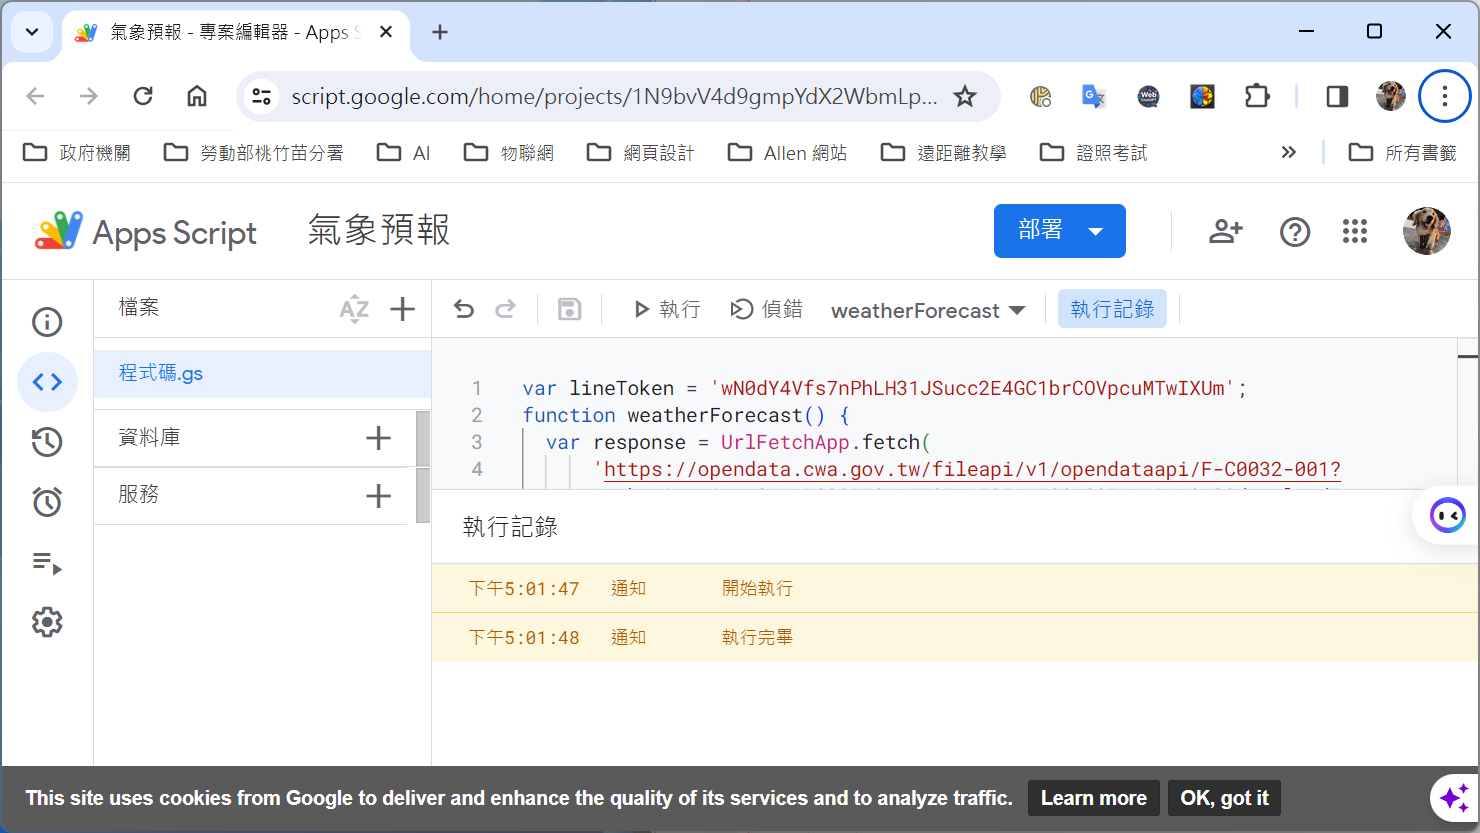 氣象預報 - 專案編輯器 - Apps S
script.google.com/home/projects/1N9bvV4d9gmpYdX2WbmLp...
政府機關 勞動部桃竹苗分署 AI 物聯網 網頁設計 Allen 網站 遠距離教學 證照考試 所有書籤
Apps Script 氣象預報 部署
檔案 AZ 執行 偵錯 weatherForecast 執行記錄
程式碼.gs
資料庫
服務
1 var lineToken = 'wN0dY4Vfs7nPhLH31JSucc2E4GC1brCOVpcuMTwIXUm';
2 function weatherForecast() {
3 var response = UrlFetchApp.fetch(
4 'https://opendata.cwa.gov.tw/fileapi/v1/opendataapi/F-C0032-001?
執行記錄
下午5:01:47 通知 開始執行
下午5:01:48 通知 執行完畢
This site uses cookies from Google to deliver and enhance the quality of its services and to analyze traffic. Learn more OK, got it